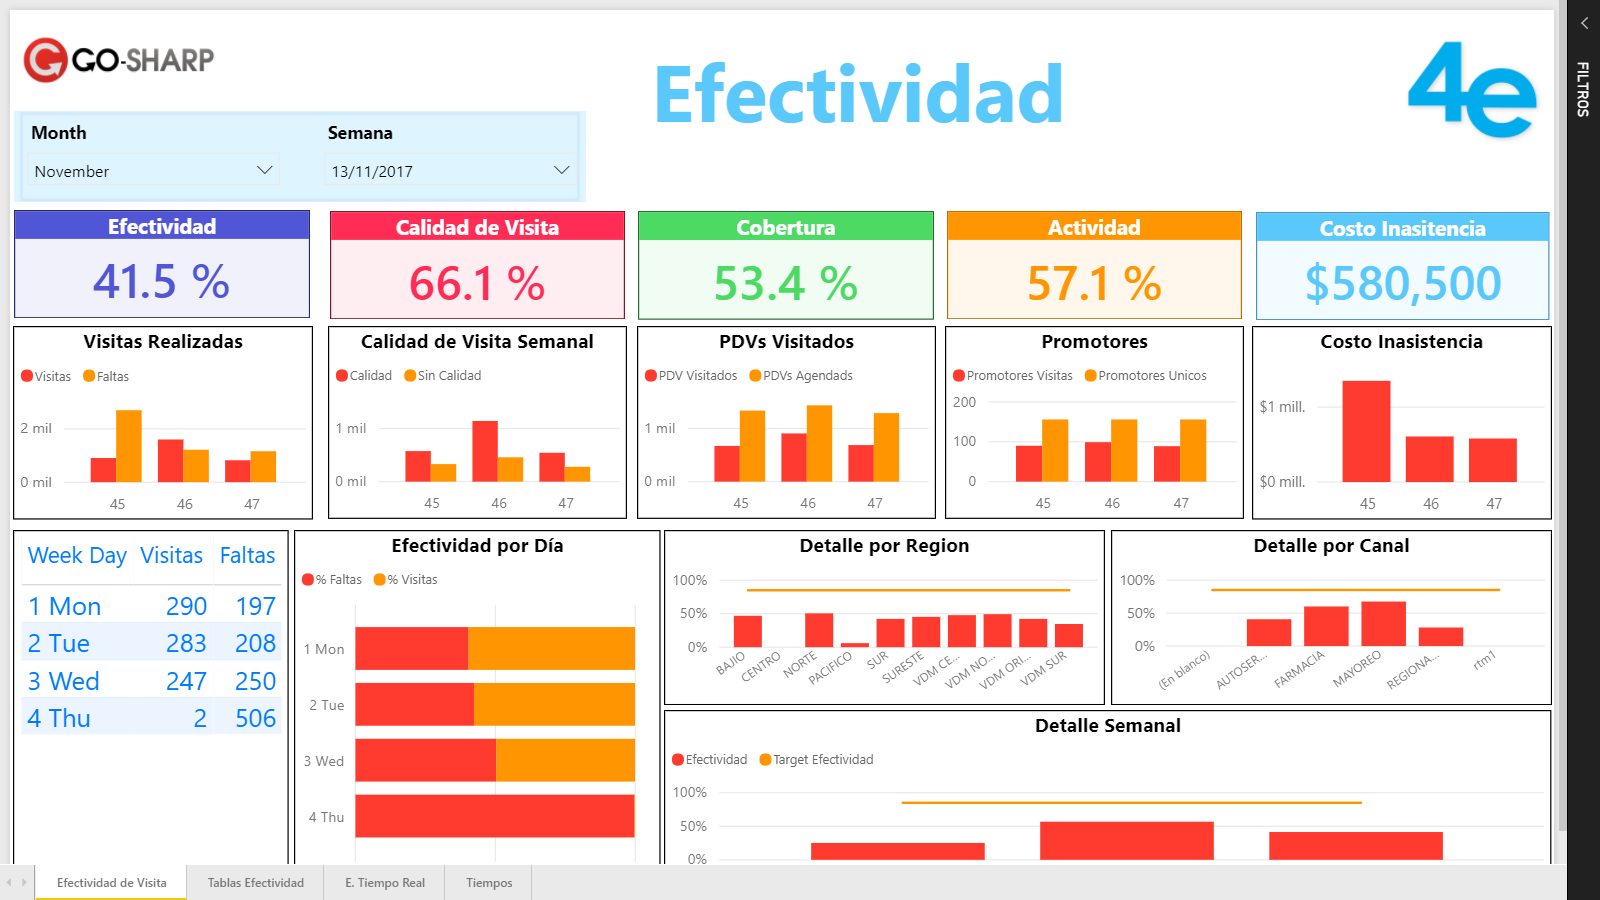 GO-SHARP
Efectividad
4e
FILTROS
Month
Semana
November
13/11/2017
Efectividad
41.5 %
Calidad de Visita
66.1 %
Cobertura
53.4 %
Actividad
57.1 %
Costo Inasitencia
$580,500
Visitas Realizadas
Visitas Faltas
2 mil
0 mil
45 46 47
Calidad de Visita Semanal
Calidad Sin Calidad
1 mil
0 mil
45 46 47
PDVs Visitados
PDV Visitados PDVs Agendads
1 mil
0 mil
45 46 47
Promotores
Promotores Visitas Promotores Unicos
200
100
0
45 46 47
Costo Inasistencia
$1 mill.
$0 mill.
45 46 47
Week Day Visitas Faltas
1 Mon 290 197
2 Tue 283 208
3 Wed 247 250
4 Thu 2 506
Efectividad por Día
% Faltas % Visitas
1 Mon
2 Tue
3 Wed
4 Thu
Detalle por Region
100%
50%
0%
BAJIO CENTRO NORTE PACIFICO SUR SURESTE VDM CE... VDM NO... VDM ORI... VDM SUR
Detalle por Canal
100%
50%
0%
(En blanco) AUTOSER... FARMACIA MAYOREO REGIONA... rtm1
Detalle Semanal
Efectividad Target Efectividad
100%
50%
0%
Efectividad de Visita
Tablas Efectividad
E. Tiempo Real
Tiempos